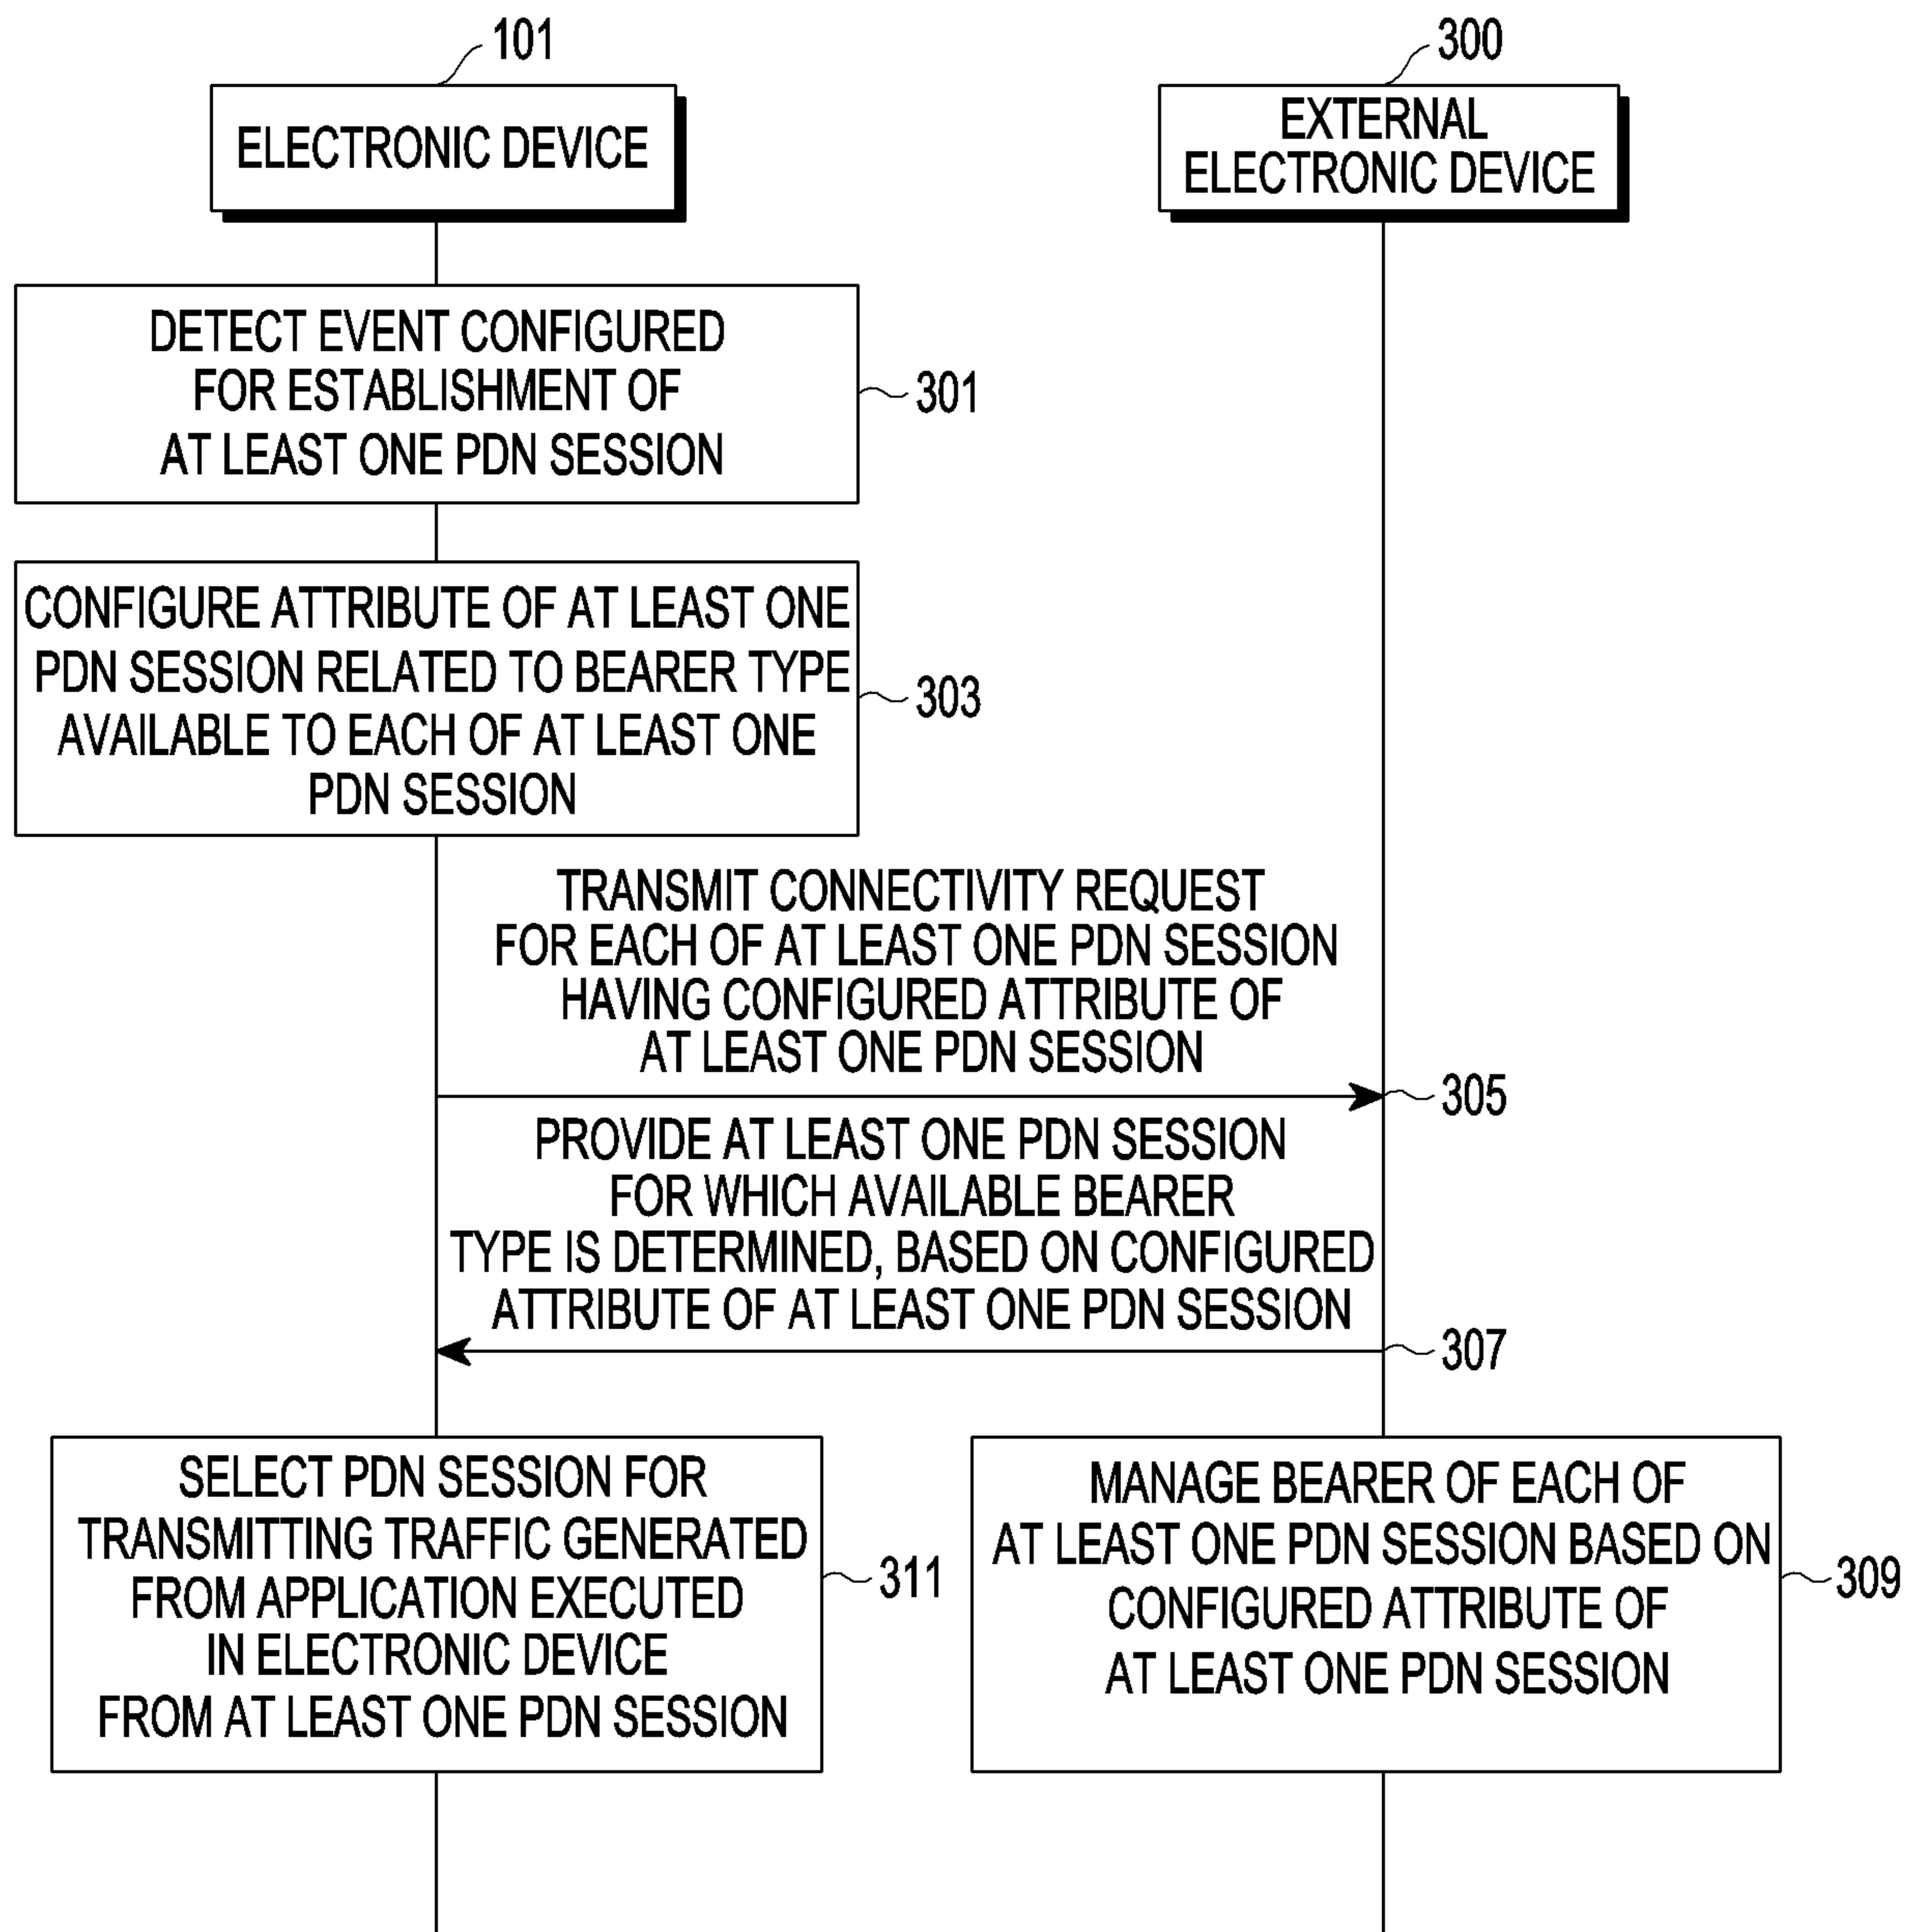 101
300
ELECTRONIC DEVICE
EXTERNAL
ELECTRONIC DEVICE
DETECT EVENT CONFIGURED
FOR ESTABLISHMENT OF
AT LEAST ONE PDN SESSION
301
CONFIGURE ATTRIBUTE OF AT LEAST ONE
PDN SESSION RELATED TO BEARER TYPE
AVAILABLE TO EACH OF AT LEAST ONE
PDN SESSION
303
TRANSMIT CONNECTIVITY REQUEST
FOR EACH OF AT LEAST ONE PDN SESSION
HAVING CONFIGURED ATTRIBUTE OF
AT LEAST ONE PDN SESSION
305
PROVIDE AT LEAST ONE PDN SESSION
FOR WHICH AVAILABLE BEARER
TYPE IS DETERMINED, BASED ON CONFIGURED
ATTRIBUTE OF AT LEAST ONE PDN SESSION
307
SELECT PDN SESSION FOR
TRANSMITTING TRAFFIC GENERATED
FROM APPLICATION EXECUTED
IN ELECTRONIC DEVICE
FROM AT LEAST ONE PDN SESSION
311
MANAGE BEARER OF EACH OF
AT LEAST ONE PDN SESSION BASED ON
CONFIGURED ATTRIBUTE OF
AT LEAST ONE PDN SESSION
309